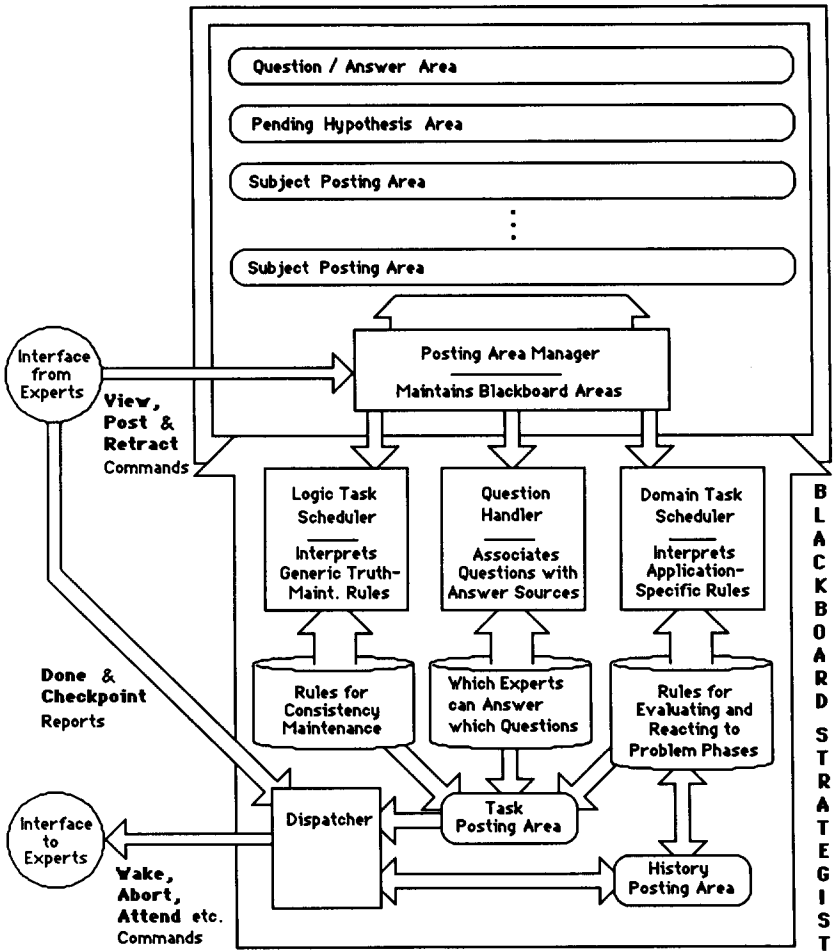 Question / Answer Area
Pending Hypothesis Area
Subject Posting Area
Subject Posting Area
Posting Area Manager
Maintains Blackboard Areas
Interface
from
Experts
View,
Post &
Retract
Commands
Logic Task
Scheduler
Interprets
Generic Truth-
Maint. Rules
Question
Handler
Associates
Questions with
Answer Sources
Domain Task
Scheduler
Interprets
Application-
Specific Rules
Rules for
Consistency
Maintenance
Which Experts
can Answer
which Questions
Rules for
Evaluating and
Reacting to
Problem Phases
Done &
Checkpoint
Reports
Dispatcher
Task
Posting Area
History
Posting Area
Interface
to
Experts
Wake,
Abort,
Attend etc.
Commands
BLACKBOARD STRATEGIST